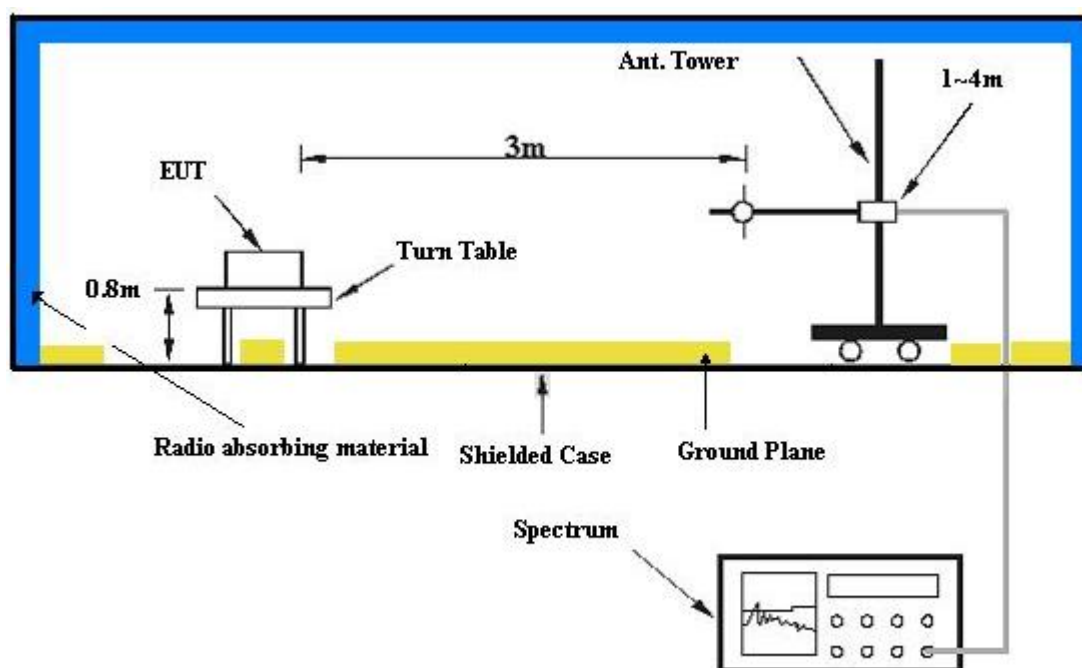 Ant. Tower
1~4m
3m
EUT
Turn Table
0.8m
Radio absorbing material
Shielded Case
Ground Plane
Spectrum